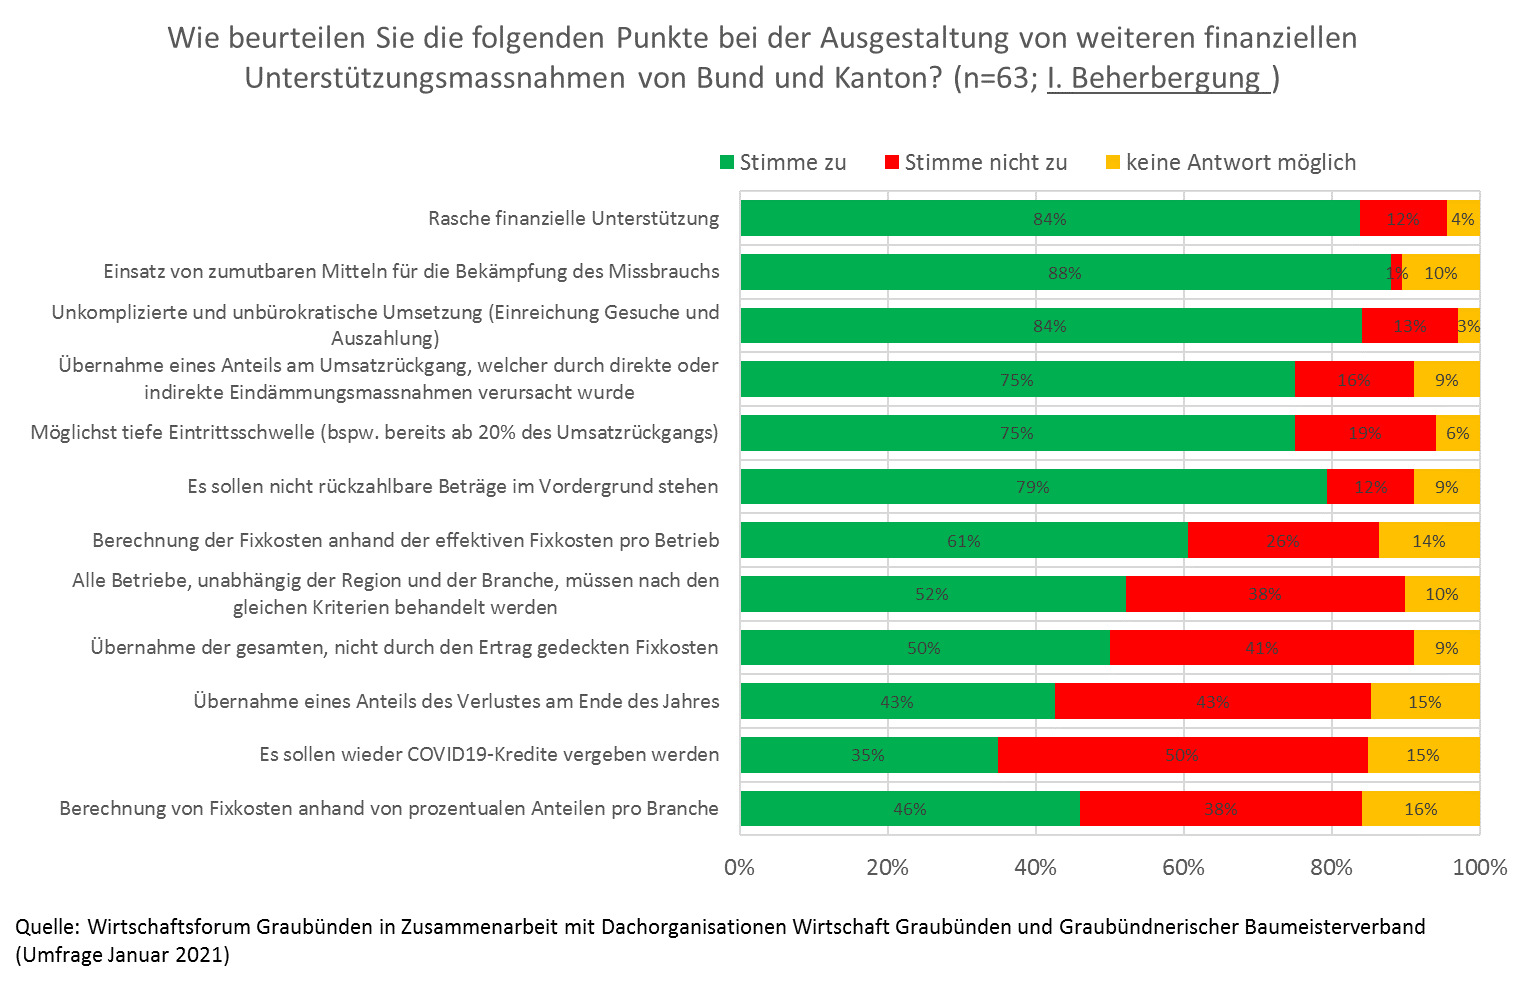 Wie beurteilen Sie die folgenden Punkte bei der Ausgestaltung von weiteren finanziellen
Unterstützungsmassnahmen von Bund und Kanton? (n=63; I. Beherbergung )
Stimme zu Stimme nicht zu keine Antwort möglich
Rasche finanzielle Unterstützung 84% 12% 4%
Einsatz von zumutbaren Mitteln für die Bekämpfung des Missbrauchs 88% 1% 10%
Unkomplizierte und unbürokratische Umsetzung (Einreichung Gesuche und
Auszahlung) 84% 13% 3%
Übernahme eines Anteils am Umsatzrückgang, welcher durch direkte oder
indirekte Eindämmungsmassnahmen verursacht wurde 75% 16% 9%
Möglichst tiefe Eintrittsschwelle (bspw. bereits ab 20% des Umsatzrückgangs) 75% 19% 6%
Es sollen nicht rückzahlbare Beträge im Vordergrund stehen 79% 12% 9%
Berechnung der Fixkosten anhand der effektiven Fixkosten pro Betrieb 61% 26% 14%
Alle Betriebe, unabhängig der Region und der Branche, müssen nach den
gleichen Kriterien behandelt werden 52% 38% 10%
Übernahme der gesamten, nicht durch den Ertrag gedeckten Fixkosten 50% 41% 9%
Übernahme eines Anteils des Verlustes am Ende des Jahres 43% 43% 15%
Es sollen wieder COVID19-Kredite vergeben werden 35% 50% 15%
Berechnung von Fixkosten anhand von prozentualen Anteilen pro Branche 46% 38% 16%
0% 20% 40% 60% 80% 100%
Quelle: Wirtschaftsforum Graubünden in Zusammenarbeit mit Dachorganisationen Wirtschaft Graubünden und Graubündnerischer Baumeisterverband
(Umfrage Januar 2021)